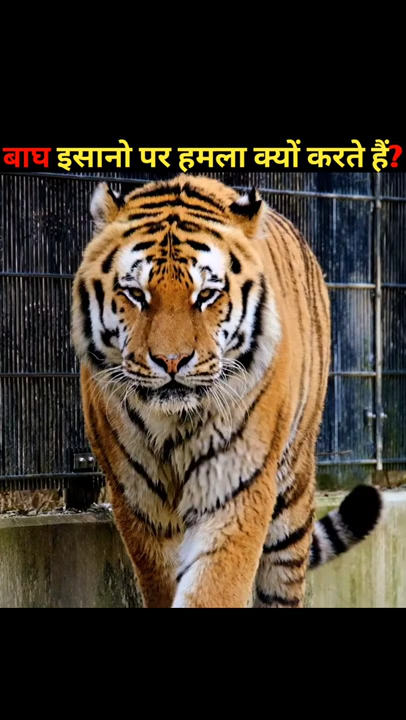 बाघ इसानो पर हमला क्यों करते हैं?